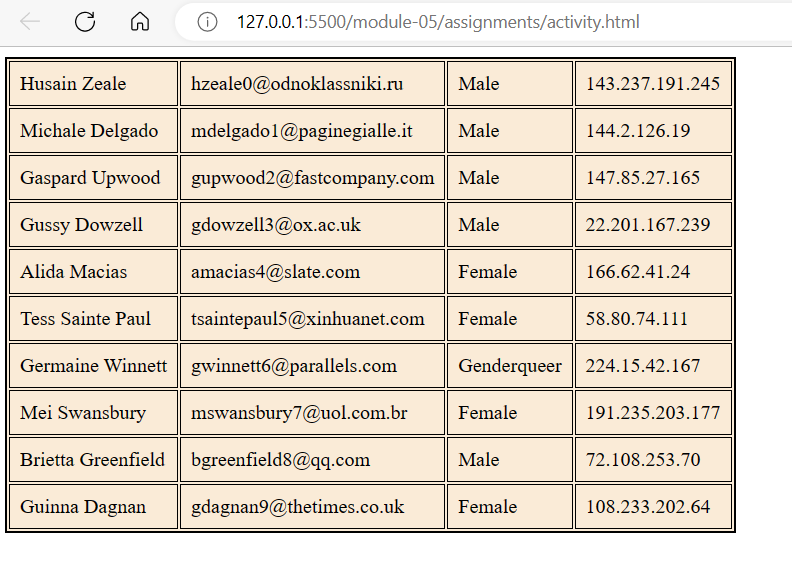 127.0.0.1:5500/module-05/assignments/activity.html
Husain Zeale hzeale0@odnoklassniki.ru Male 143.237.191.245
Michale Delgado mdelgado1@paginegialle.it Male 144.2.126.19
Gaspard Upwood gupwood2@fastcompany.com Male 147.85.27.165
Gussy Dowzell gdowzell3@ox.ac.uk Male 22.201.167.239
Alida Macias amacias4@slate.com Female 166.62.41.24
Tess Sainte Paul tsaintepaul5@xinhuanet.com Female 58.80.74.111
Germaine Winnett gwinnett6@parallels.com Genderqueer 224.15.42.167
Mei Swansbury mswansbury7@uol.com.br Female 191.235.203.177
Brietta Greenfield bgreenfield8@qq.com Male 72.108.253.70
Guinna Dagnan gdagnan9@thetimes.co.uk Female 108.233.202.64